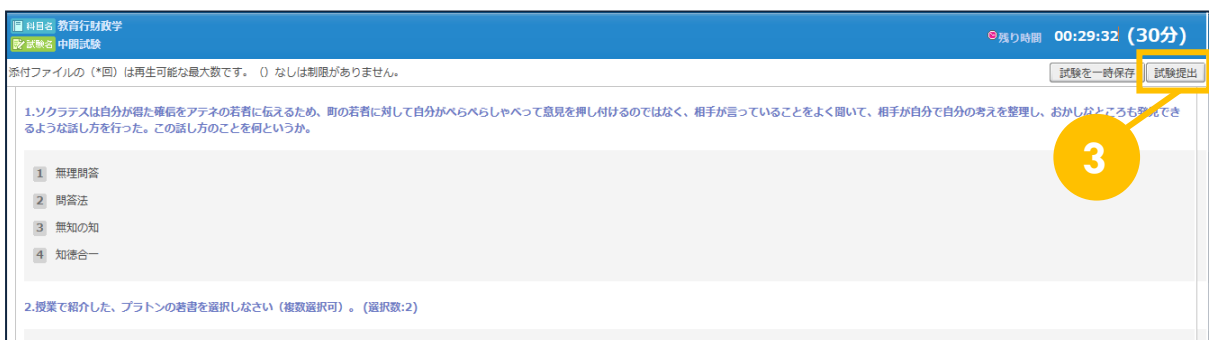 科目名 教育行財政学
試験名 中間試験
残り時間 00:29:32 (30分)
添付ファイルの（*回）は再生可能な最大数です。（）なしは制限がありません。
試験を一時保存 試験提出
1.ソクラテスは自分が得た確信をアテネの若者に伝えるため、町の若者に対して自分がべらべらしゃべって意見を押し付けるのではなく、相手が言っていることをよく聞いて、相手が自分で自分の考えを整理し、おかしなところも発見でき
るような話し方を行った。この話し方のことを何というか。
3
1 無理問答
2 問答法
3 無知の知
4 知徳合一
2.授業で紹介した、プラトンの著書を選択しなさい（複数選択可）。(選択数:2)